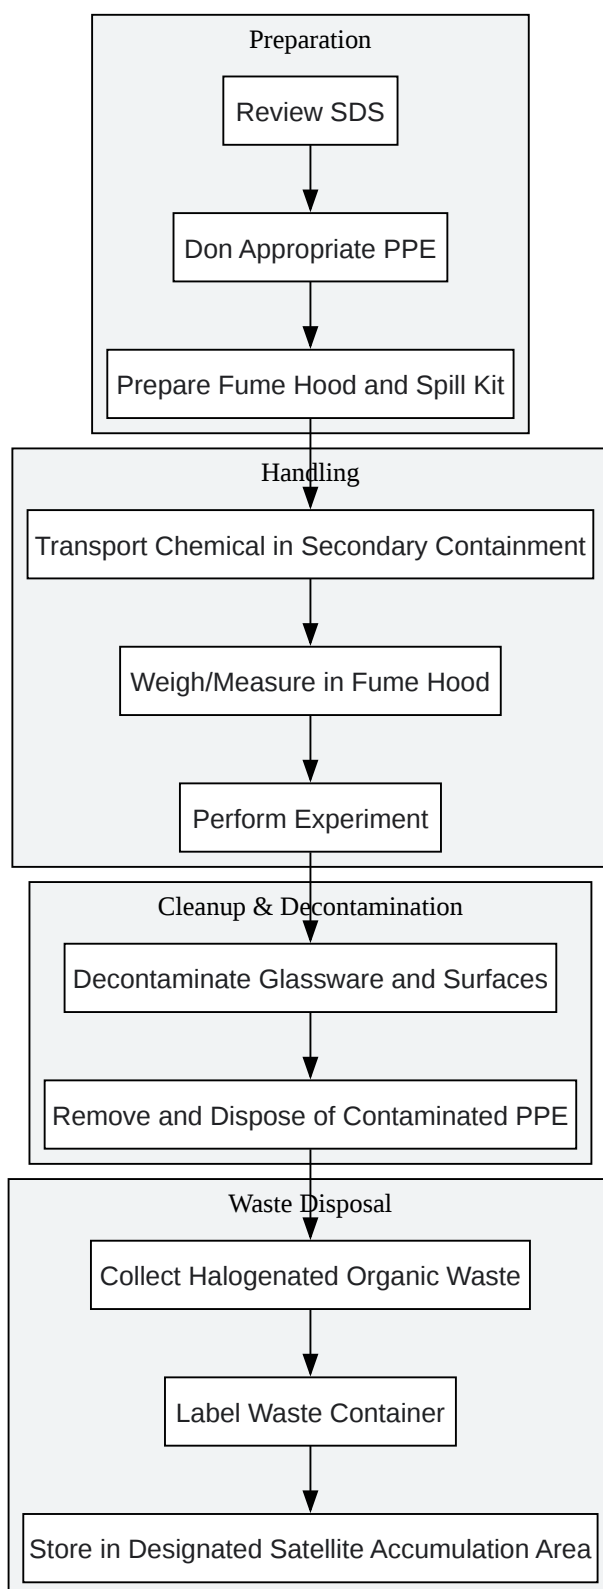 Preparation
Review SDS
Don Appropriate PPE
Prepare Fume Hood and Spill Kit
Handling
Transport Chemical in Secondary Containment
Weigh/Measure in Fume Hood
Perform Experiment
Cleanup & Decontamination
Decontaminate Glassware and Surfaces
Remove and Dispose of Contaminated PPE
Waste Disposal
Collect Halogenated Organic Waste
Label Waste Container
Store in Designated Satellite Accumulation Area